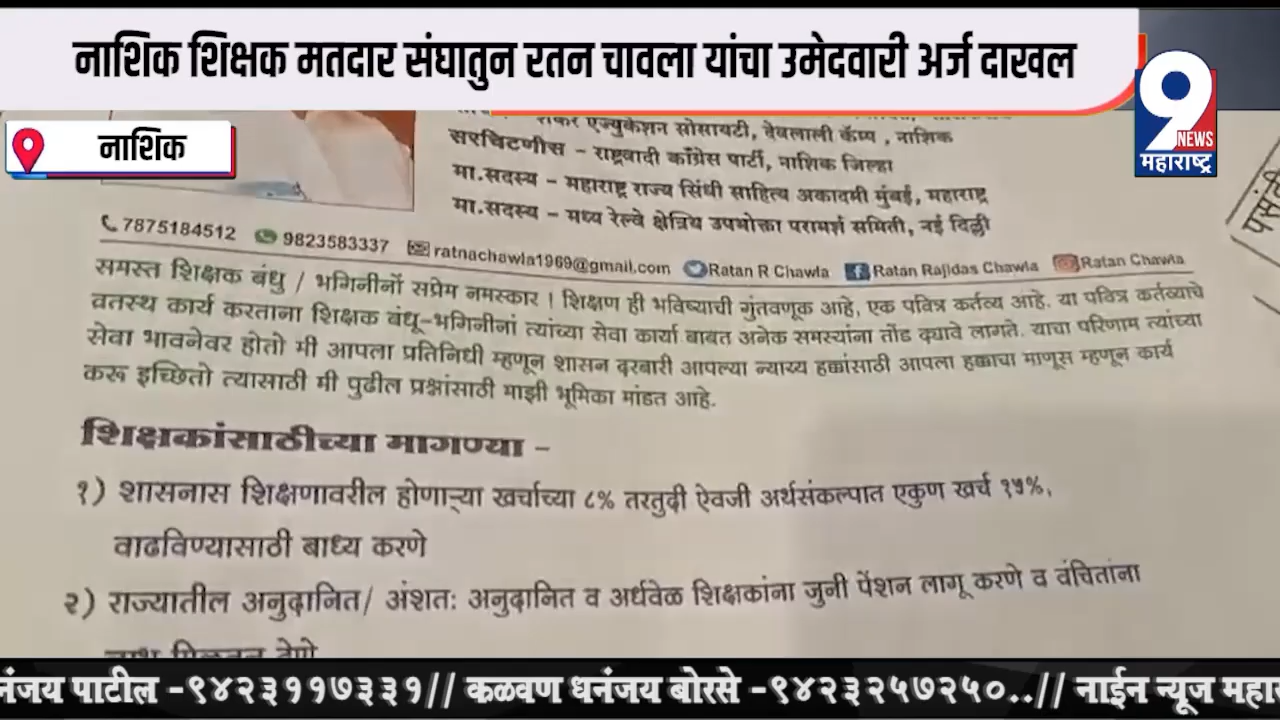 नाशिक शिक्षक मतदार संघातुन रतन चावला यांचा उमेदवारी अर्ज दाखल
9
NEWS
महाराष्ट्र
नाशिक
एज्युकेशन सोसायटी, देवलाली कॅम्प , नाशिक
सरचिटणीस - राष्ट्रवादी काँग्रेस पार्टी, नाशिक जिल्हा
मा.सदस्य - महाराष्ट्र राज्य सिंधी साहित्य अकादमी मुंबई, महाराष्ट्र
मा.सदस्य - मध्य रेल्वे क्षेत्रिय उपभोक्ता परामर्श समिती, नई दिल्ली
7875184512 9823583337 ratnachawla1969@gmail.com Ratan R Chawla Ratan Rajldas Chawla Ratan Chawla
समस्त शिक्षक बंधु / भगिनीनों सप्रेम नमस्कार ! शिक्षण ही भविष्याची गुंतवणूक आहे, एक पवित्र कर्तव्य आहे. या पवित्र कर्तव्याचे
वतस्थ कार्य करताना शिक्षक बंधू-भगिनीनां त्यांच्या सेवा कार्या बाबत अनेक समस्यांना तोंड द्यावे लागते. याचा परिणाम त्यांच्या
सेवा भावनेवर होतो मी आपला प्रतिनिधी म्हणून शासन दरबारी आपल्या न्याय्य हक्कांसाठी आपला हक्काचा माणूस म्हणून कार्य
करू इच्छितो त्यासाठी मी पुढील प्रश्नांसाठी माझी भूमिका मांडत आहे.
शिक्षकांसाठीच्या मागण्या -
१) शासनास शिक्षणावरील होणाऱ्या खर्चाच्या ८% तरतुदी ऐवजी अर्थसंकल्पात एकुण खर्च १५%,
वाढविण्यासाठी बाध्य करणे
२) राज्यातील अनुदानित/ अंशत: अनुदानित व अर्धवेळ शिक्षकांना जुनी पेंशन लागू करणे व वंचितांना
नंजय पाटील -९४२३११७३३१// कळवण धनंजय बोरसे -९४२३२५७२५०..// नाईन न्यूज महारा